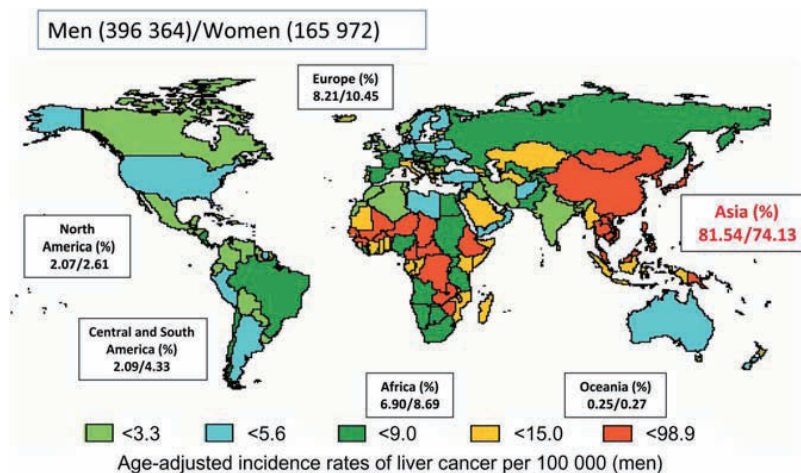 Men (396 364)/Women (165 972)
Europe (%)
8.21/10.45
North
America (%)
2.07/2.61
Asia (%)
81.54/74.13
Central and South
America (%)
2.09/4.33
Africa (%)
6.90/8.69
Oceania (%)
0.25/0.27
<3.3 <5.6 <9.0 <15.0 <98.9
Age-adjusted incidence rates of liver cancer per 100 000 (men)